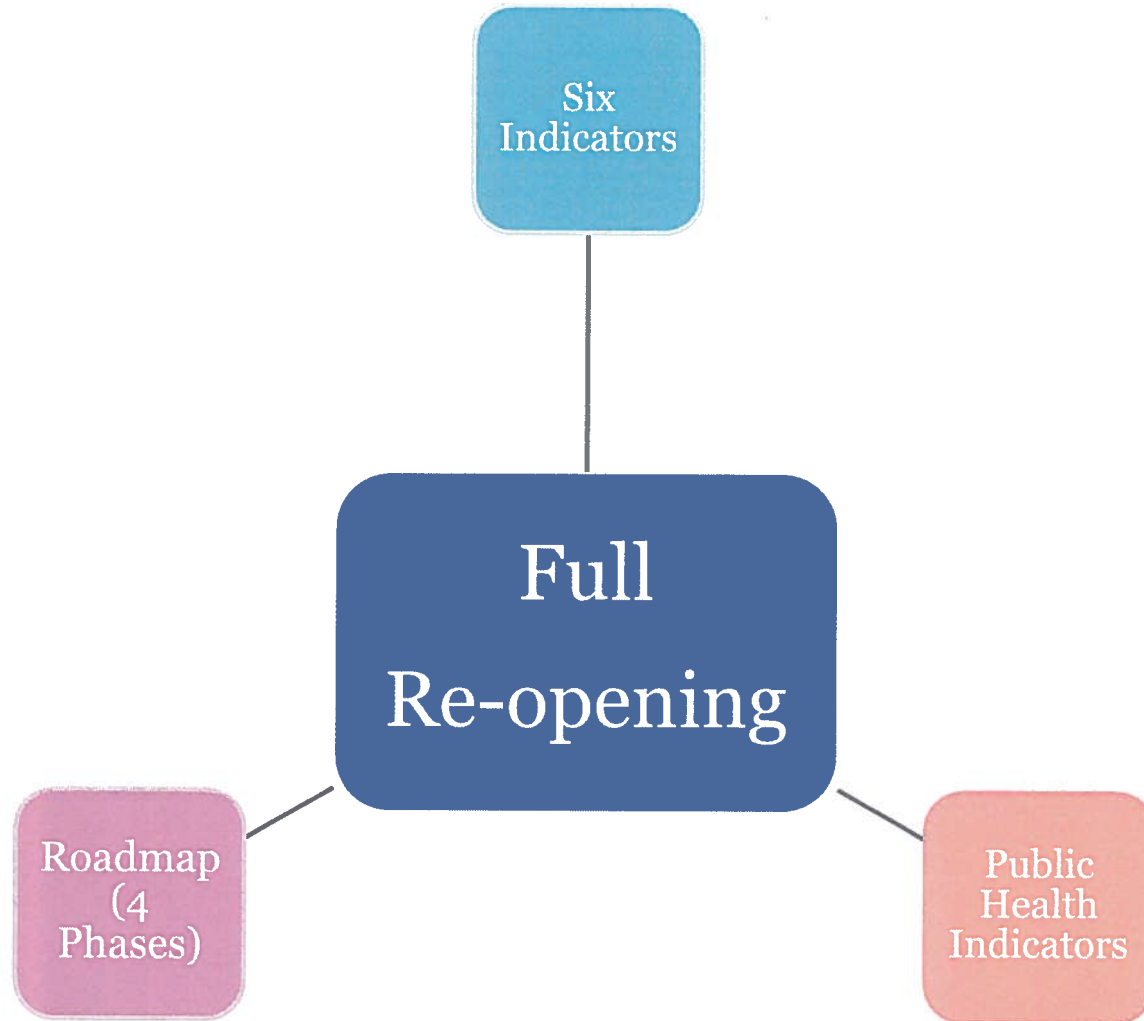 Six
Indicators
Full
Re-opening
Roadmap
(4
Phases)
Public
Health
Indicators